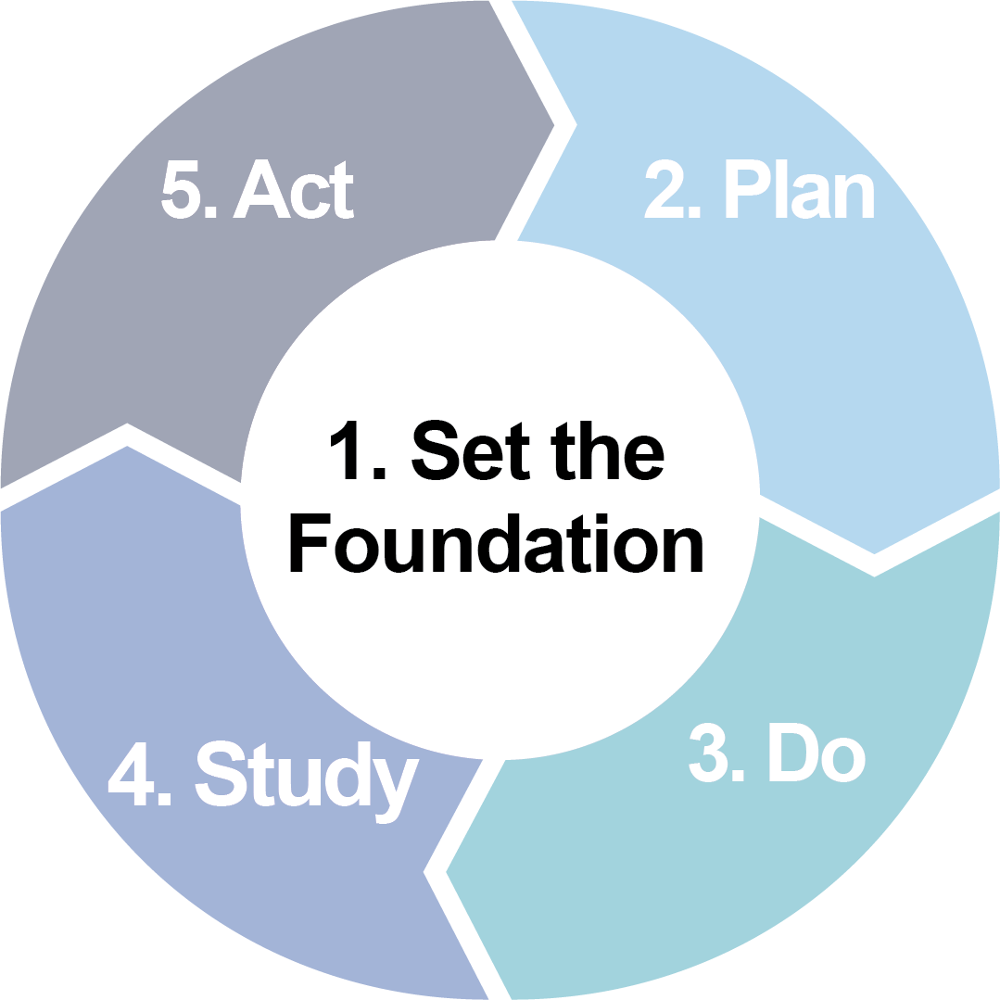 1. Set the
Foundation
2. Plan
3. Do
4. Study
5. Act